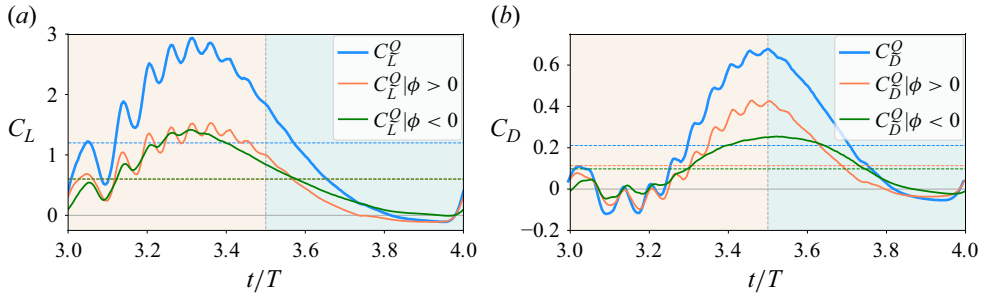 (a)
3
2
1
0
C_L
C_L^Q
C_L^Q|ϕ > 0
C_L^Q|ϕ < 0
3.0 3.2 3.4 3.6 3.8 4.0
t/T
(b)
0.6
0.4
0.2
0
−0.2
C_D
C_D^Q
C_D^Q|ϕ > 0
C_D^Q|ϕ < 0
3.0 3.2 3.4 3.6 3.8 4.0
t/T